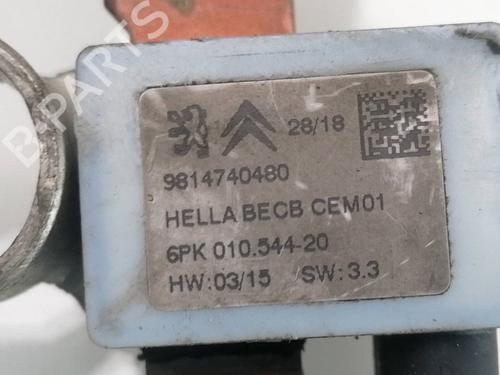 28/18
9814740480
HELLA BECB CEM01
6PK 010.544-20
HW:03/15 SW:3.3
B-PARTS